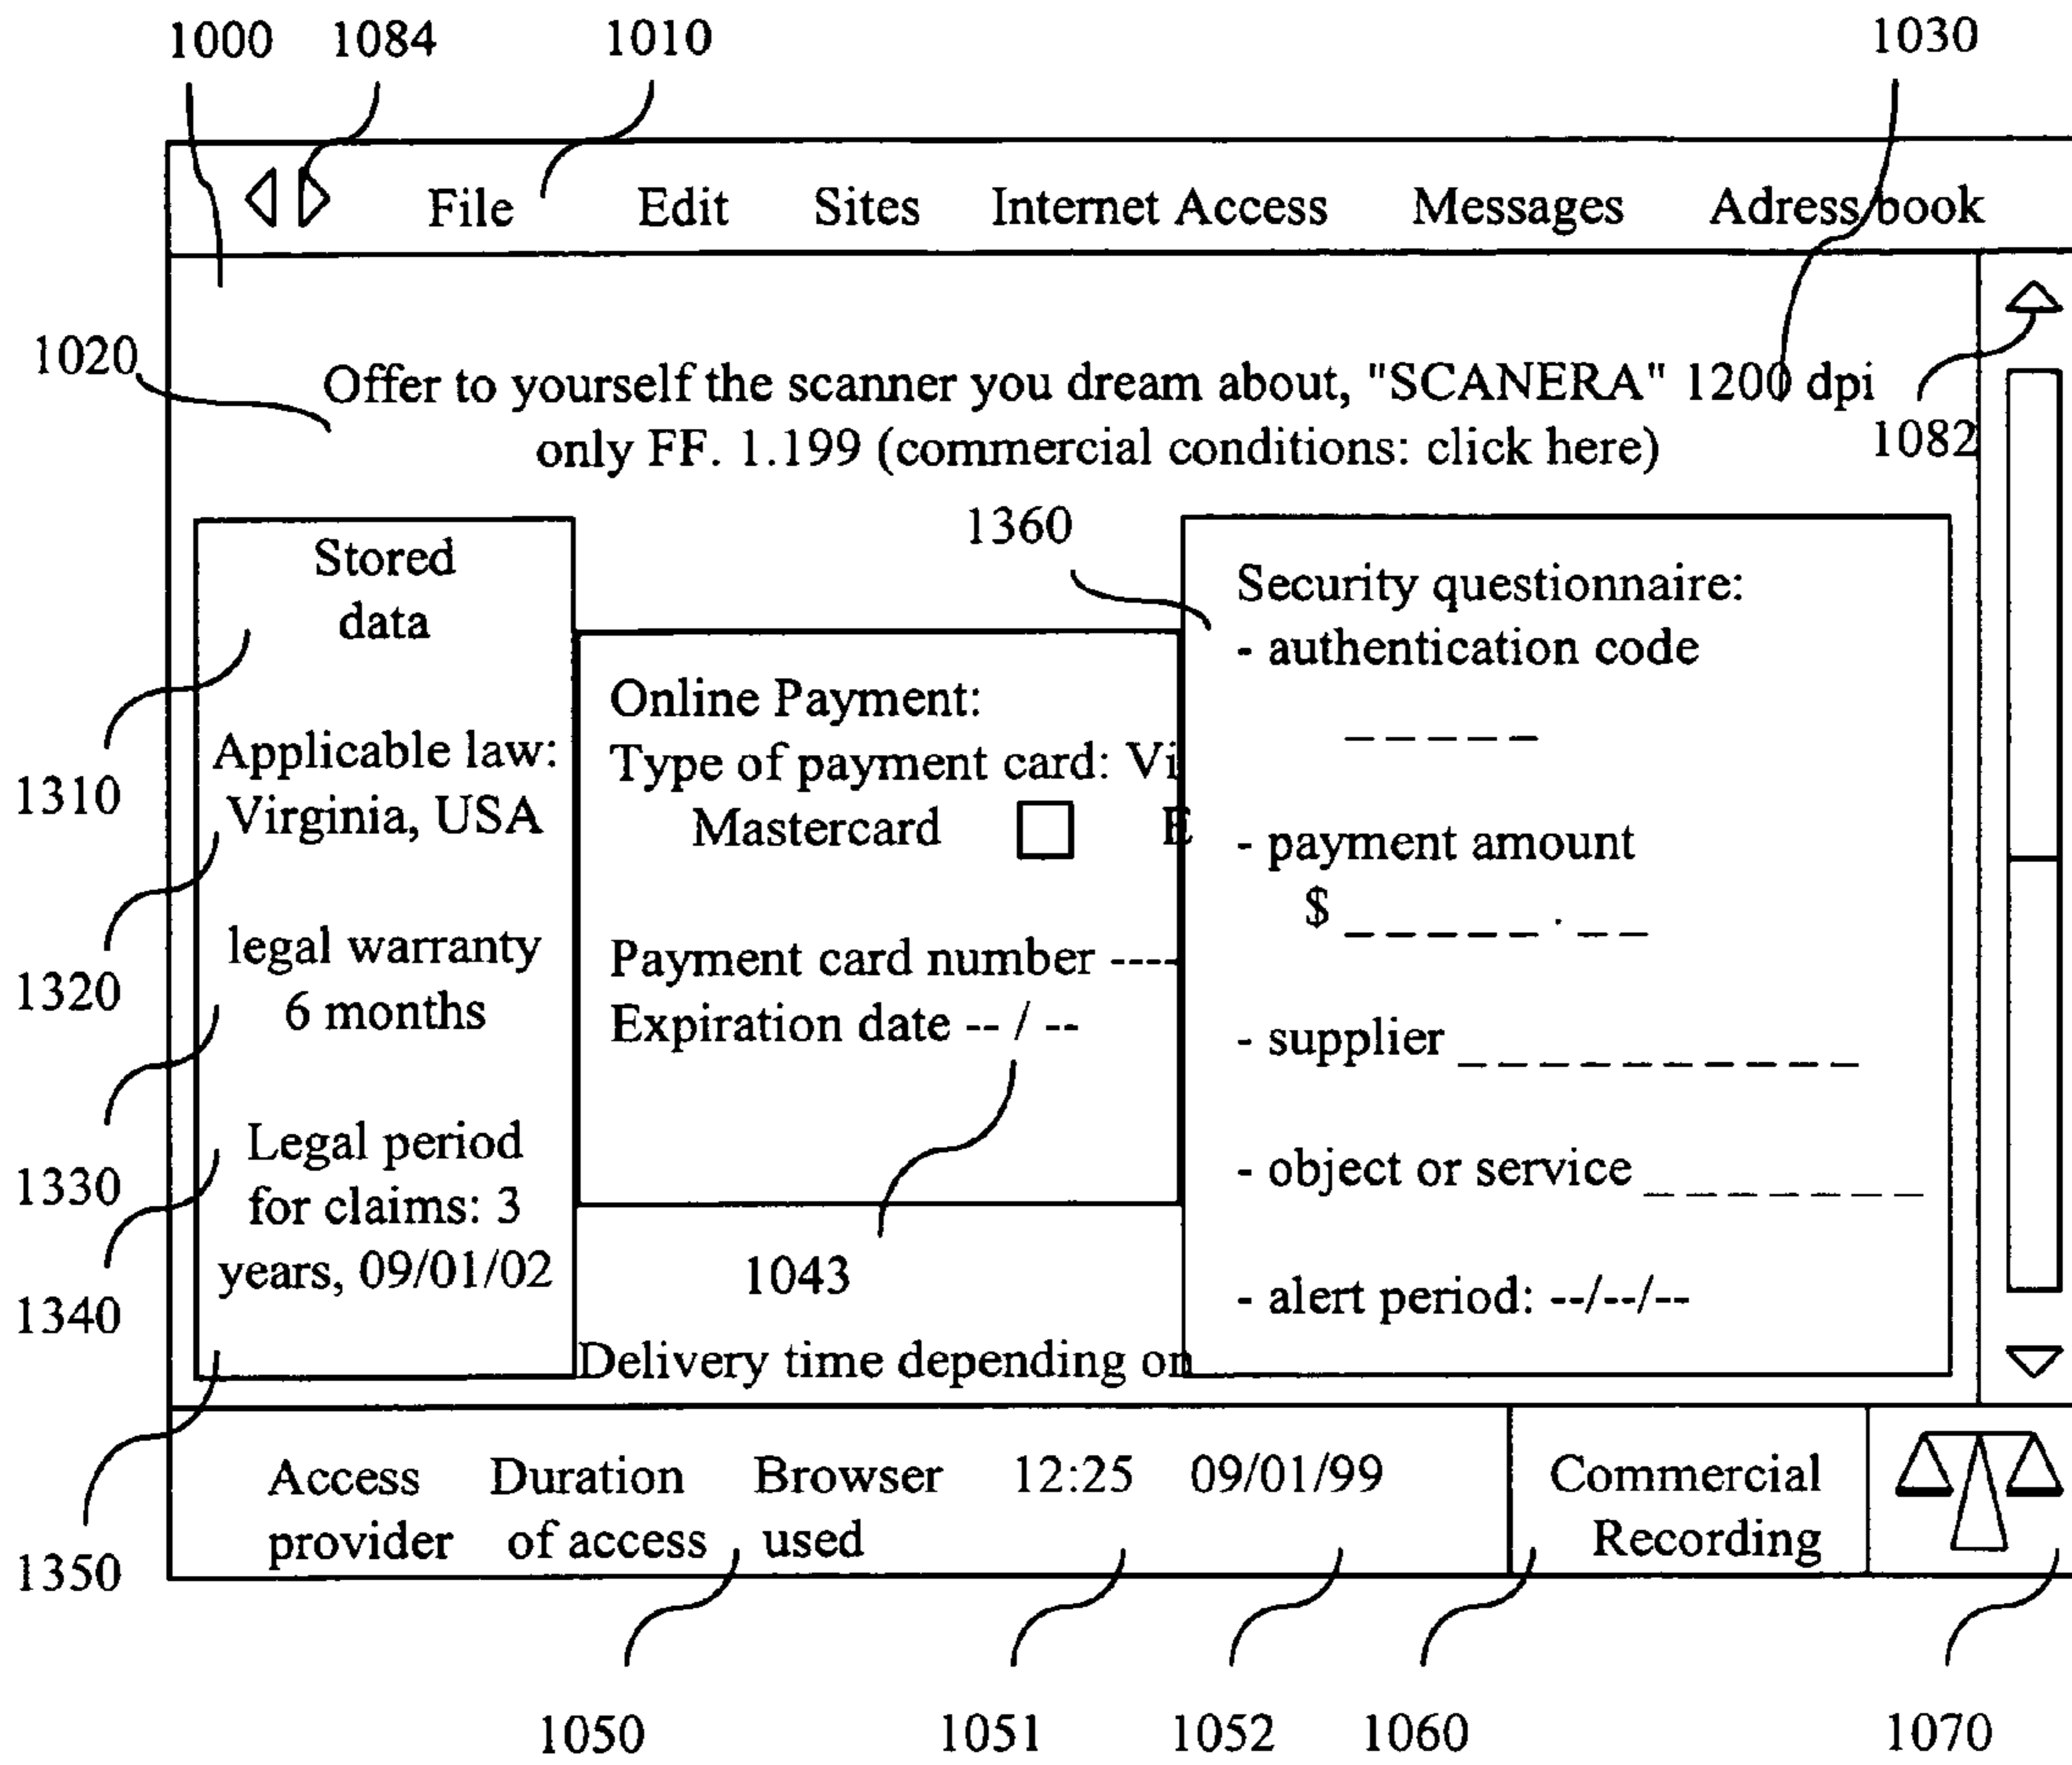 1000 1084 1010 1030
File Edit Sites Internet Access Messages Adress book
1020
Offer to yourself the scanner you dream about, "SCANERA" 1200 dpi
only FF. 1.199 (commercial conditions: click here)
1082
1360
Stored
data
1310
Applicable law:
Virginia, USA
1320
legal warranty
6 months
1330
Legal period
for claims: 3
years, 09/01/02
1340
1350
Online Payment:
Type of payment card: Vi
Mastercard E
Payment card number ----
Expiration date -- / --
1043
Delivery time depending on
Security questionnaire:
- authentication code
_ _ _ _ _
- payment amount
$ _ _ _ _ _ . _ _
- supplier _ _ _ _ _ _ _ _ _ _
- object or service _ _ _ _ _ _ _
- alert period: --/--/--
Access Duration Browser 12:25 09/01/99 Commercial
provider of access used Recording
1050 1051 1052 1060 1070